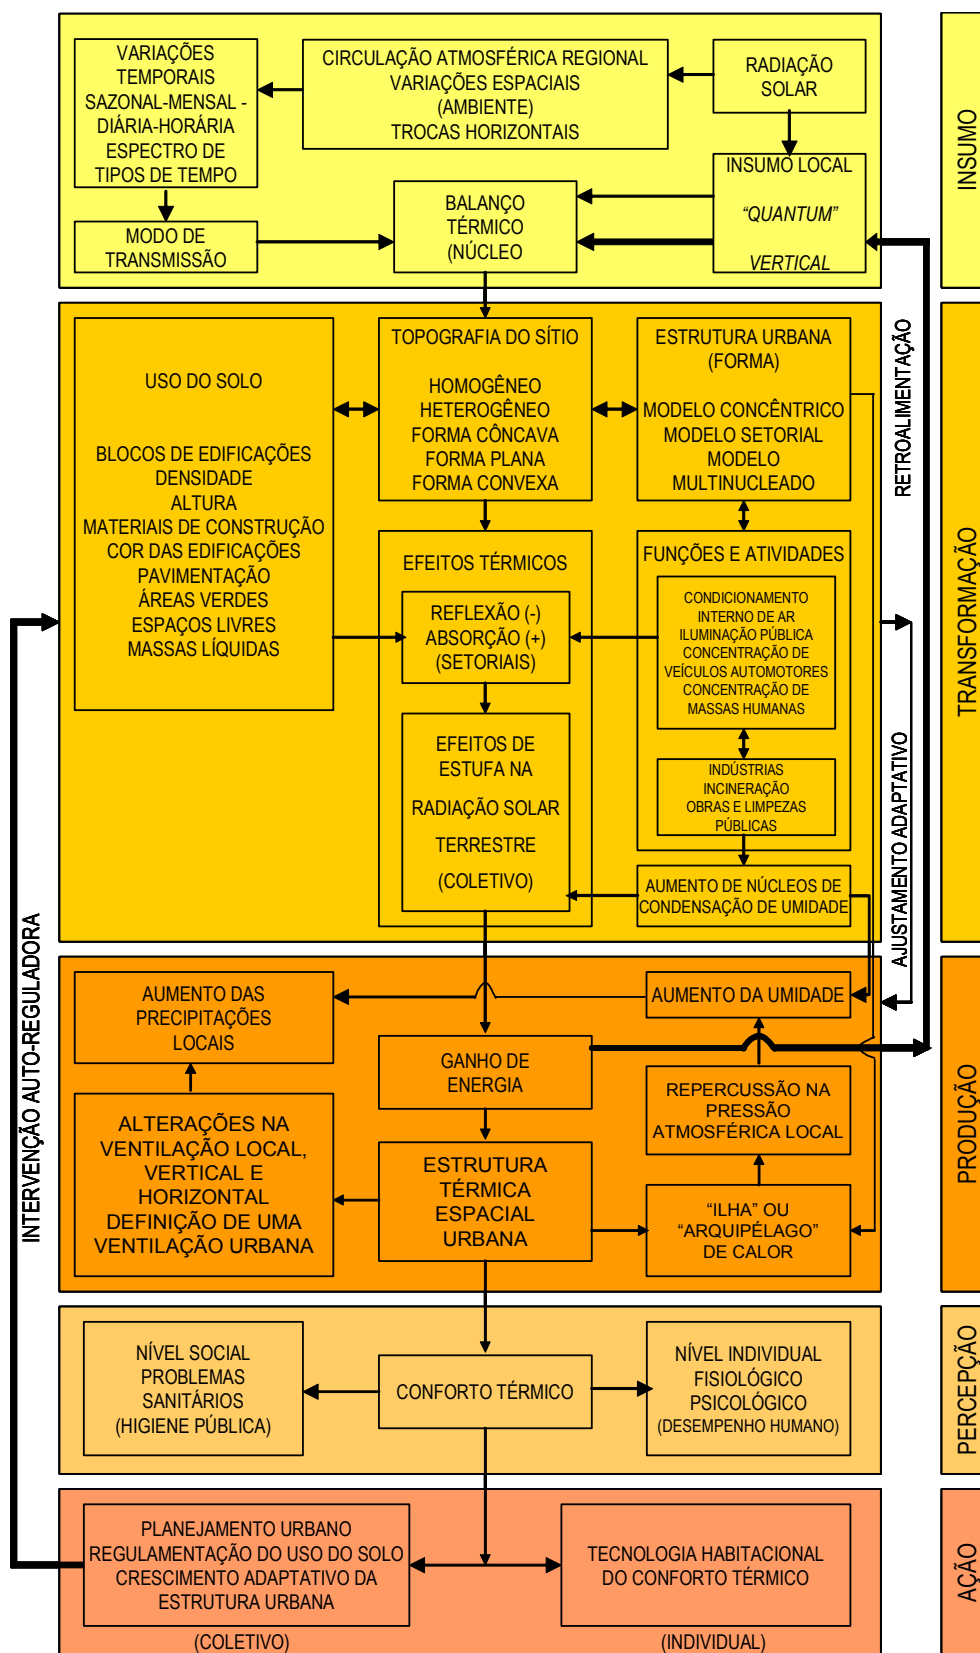 VARIAÇÕES
TEMPORAIS
SAZONAL-MENSAL -
DIÁRIA-HORÁRIA
ESPECTRO DE
TIPOS DE TEMPO
CIRCULAÇÃO ATMOSFÉRICA REGIONAL
VARIAÇÕES ESPACIAIS
(AMBIENTE)
TROCAS HORIZONTAIS
RADIAÇÃO
SOLAR
MODO DE
TRANSMISSÃO
BALANÇO
TÉRMICO
(NÚCLEO
INSUMO LOCAL
“QUANTUM”
VERTICAL
INSUMO
USO DO SOLO
BLOCOS DE EDIFICAÇÕES
DENSIDADE
ALTURA
MATERIAIS DE CONSTRUÇÃO
COR DAS EDIFICAÇÕES
PAVIMENTAÇÃO
ÁREAS VERDES
ESPAÇOS LIVRES
MASSAS LÍQUIDAS
TOPOGRAFIA DO SÍTIO
HOMOGÊNEO
HETEROGÊNEO
FORMA CÔNCAVA
FORMA PLANA
FORMA CONVEXA
ESTRUTURA URBANA
(FORMA)
MODELO CONCÊNTRICO
MODELO SETORIAL
MODELO
MULTINUCLEADO
EFEITOS TÉRMICOS
REFLEXÃO (-)
ABSORÇÃO (+)
(SETORIAIS)
EFEITOS DE
ESTUFA NA
RADIAÇÃO SOLAR
TERRESTRE
(COLETIVO)
FUNÇÕES E ATIVIDADES
CONDICIONAMENTO
INTERNO DE AR
ILUMINAÇÃO PÚBLICA
CONCENTRAÇÃO DE
VEÍCULOS AUTOMOTORES
CONCENTRAÇÃO DE
MASSAS HUMANAS
INDÚSTRIAS
INCINERAÇÃO
OBRAS E LIMPEZAS
PÚBLICAS
AUMENTO DE NÚCLEOS DE
CONDENSAÇÃO DE UMIDADE
RETROALIMENTAÇÃO
AJUSTAMENTO ADAPTATIVO
TRANSFORMAÇÃO
INTERVENÇÃO AUTO-REGULADORA
AUMENTO DAS
PRECIPITAÇÕES
LOCAIS
AUMENTO DA UMIDADE
GANHO DE
ENERGIA
REPERCUSSÃO NA
PRESSÃO
ATMOSFÉRICA LOCAL
ALTERAÇÕES NA
VENTILAÇÃO LOCAL,
VERTICAL E
HORIZONTAL
DEFINIÇÃO DE UMA
VENTILAÇÃO URBANA
ESTRUTURA
TÉRMICA
ESPACIAL
URBANA
“ILHA” OU
“ARQUIPÉLAGO”
DE CALOR
PRODUÇÃO
NÍVEL SOCIAL
PROBLEMAS
SANITÁRIOS
(HIGIENE PÚBLICA)
CONFORTO TÉRMICO
NÍVEL INDIVIDUAL
FISIOLÓGICO
PSICOLÓGICO
(DESEMPENHO HUMANO)
PERCEPÇÃO
PLANEJAMENTO URBANO
REGULAMENTAÇÃO DO USO DO SOLO
CRESCIMENTO ADAPTATIVO DA
ESTRUTURA URBANA
(COLETIVO)
TECNOLOGIA HABITACIONAL
DO CONFORTO TÉRMICO
(INDIVIDUAL)
AÇÃO